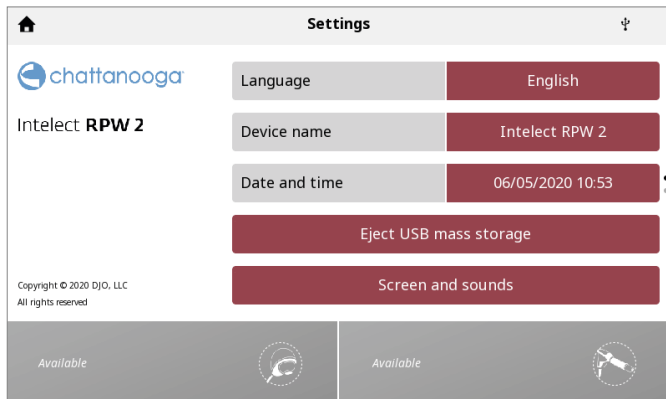 Settings
chattanooga
Intelect RPW 2
Language English
Device name Intelect RPW 2
Date and time 06/05/2020 10:53
Eject USB mass storage
Screen and sounds
Copyright © 2020 DJO, LLC
All rights reserved
Available Available